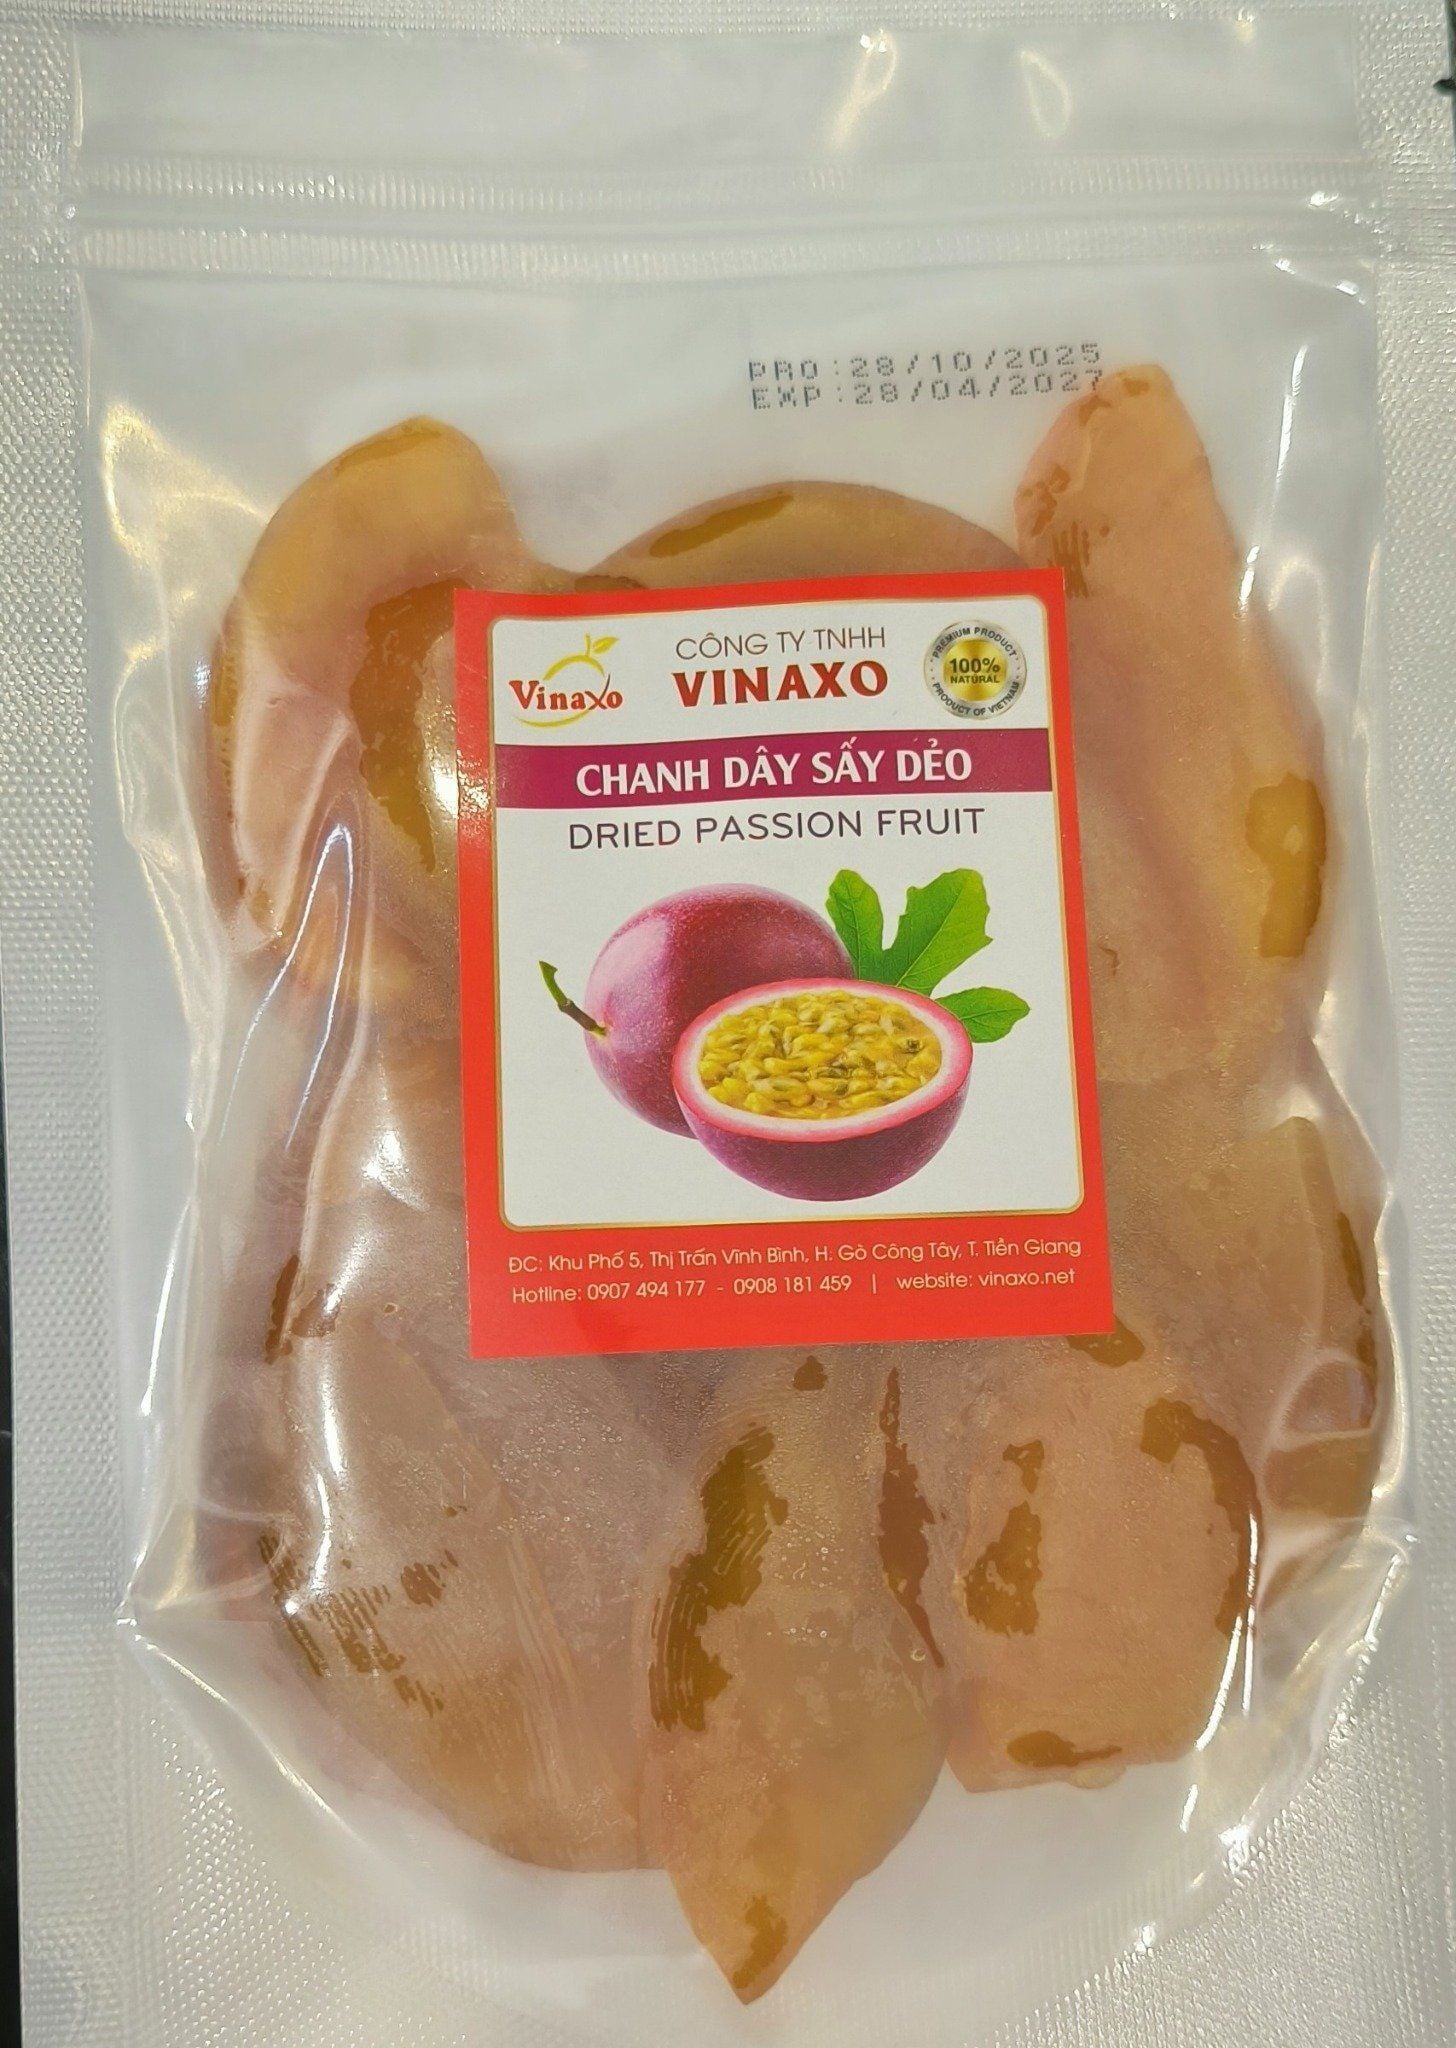 PRO:28/10/2025
EXP:28/04/2027
Vinaxo
CÔNG TY TNHH
VINAXO
PREMIUM PRODUCT
100%
NATURAL
PRODUCT OF VIETNAM
CHANH DÂY SẤY DẺO
DRIED PASSION FRUIT
ĐC: Khu Phố 5, Thị Trấn Vĩnh Bình, H. Gò Công Tây, T. Tiền Giang
Hotline: 0907 494 177 - 0908 181 459 | website: vinaxo.net